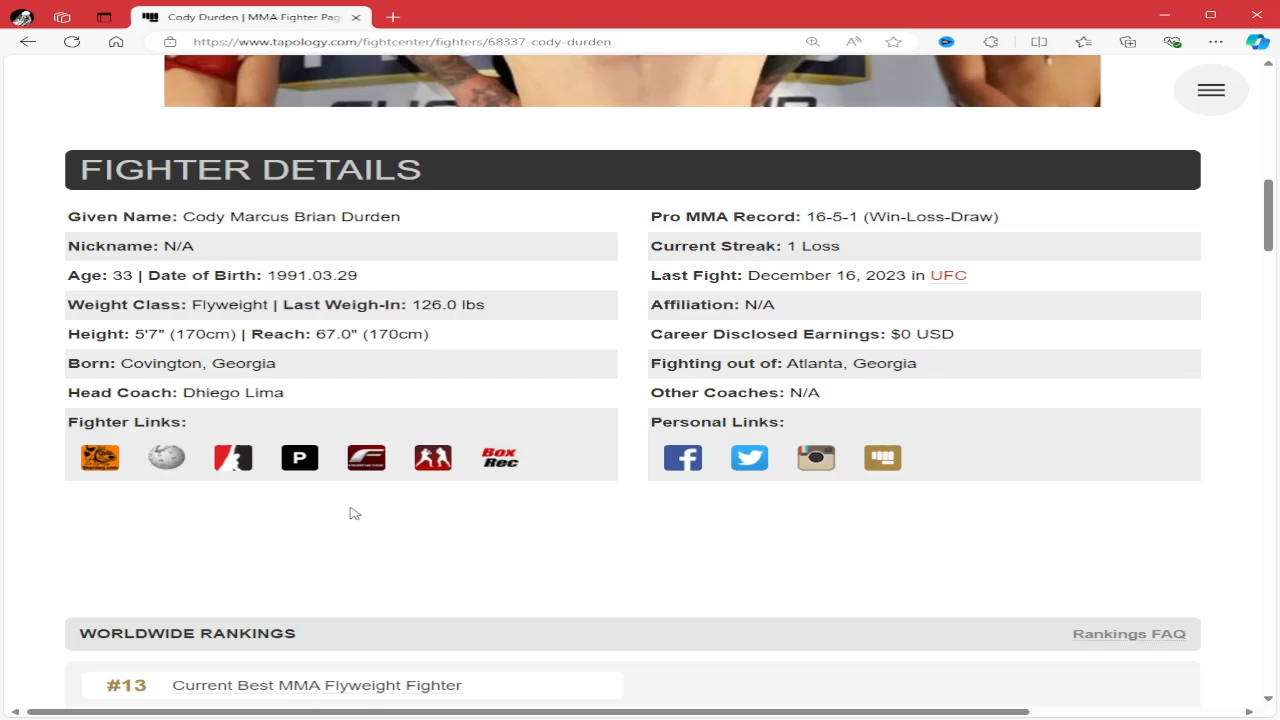 Cody Durden | MMA Fighter Pag
https://www.tapology.com/fightcenter/fighters/68337-cody-durden
FIGHTER DETAILS
Given Name: Cody Marcus Brian Durden
Nickname: N/A
Age: 33 | Date of Birth: 1991.03.29
Weight Class: Flyweight | Last Weigh-In: 126.0 lbs
Height: 5'7" (170cm) | Reach: 67.0" (170cm)
Born: Covington, Georgia
Head Coach: Dhiego Lima
Fighter Links:
P
Box
Rec
Pro MMA Record: 16-5-1 (Win-Loss-Draw)
Current Streak: 1 Loss
Last Fight: December 16, 2023 in UFC
Affiliation: N/A
Career Disclosed Earnings: $0 USD
Fighting out of: Atlanta, Georgia
Other Coaches: N/A
Personal Links:
WORLDWIDE RANKINGS
Rankings FAQ
#13 Current Best MMA Flyweight Fighter